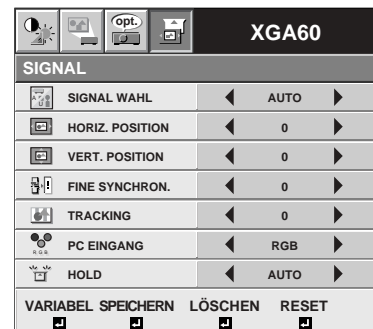 opt. XGA60
SIGNAL
SIGNAL WAHL AUTO
HORIZ. POSITION 0
VERT. POSITION 0
FINE SYNCHRON. 0
TRACKING 0
R G B PC EINGANG RGB
HOLD AUTO
VARIABEL SPEICHERN LÖSCHEN RESET